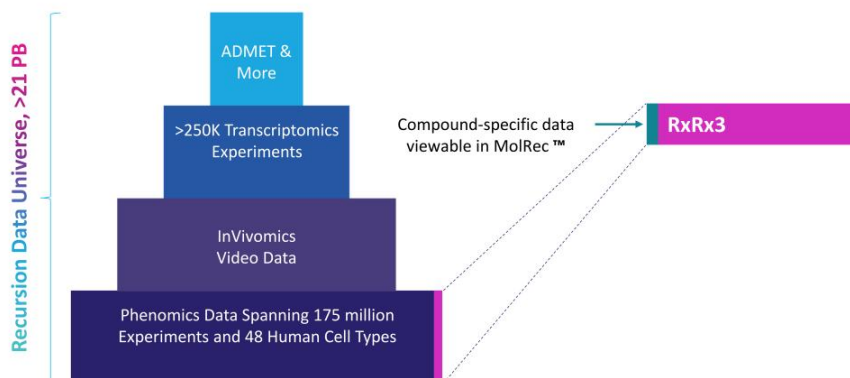 Recursion Data Universe, >21 PB
ADMET &
More
>250K Transcriptomics
Experiments
InVivomics
Video Data
Phenomics Data Spanning 175 million
Experiments and 48 Human Cell Types
Compound-specific data
viewable in MolRec ™
RxRx3